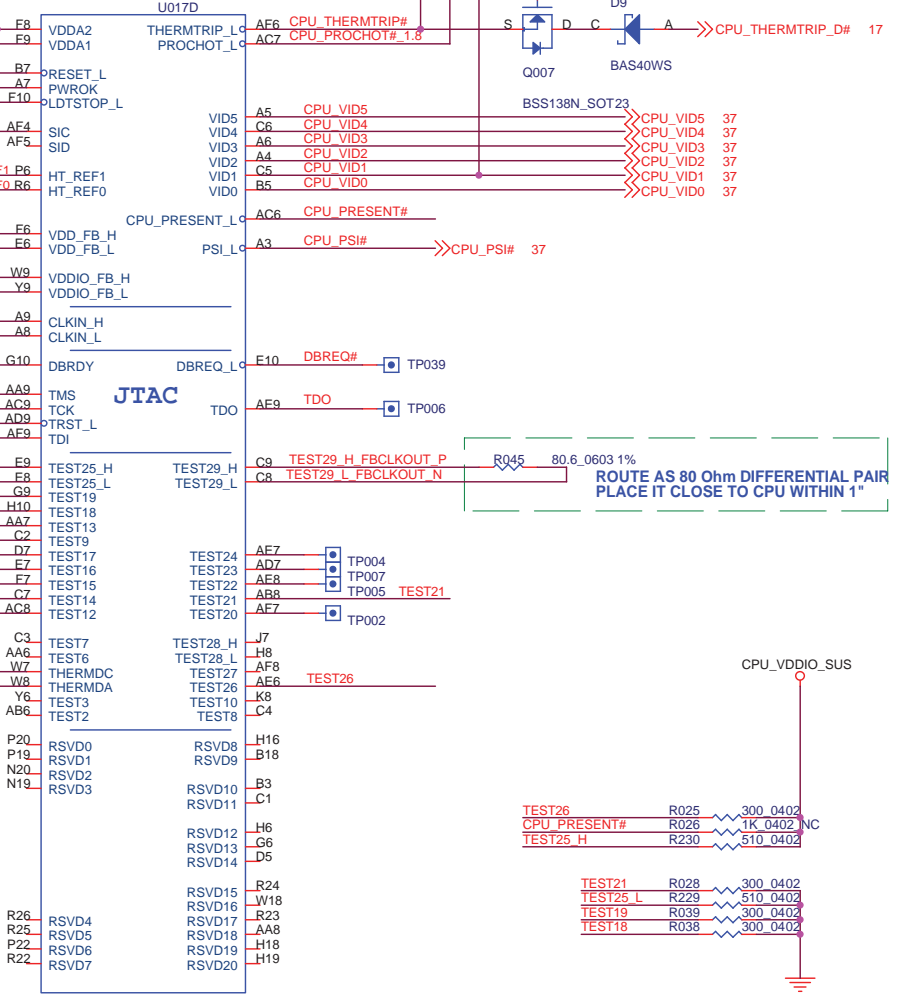 U017D
D9
F8 VDDA2 THERMTRIP_L AF6 CPU_THERMTRIP# S D C A CPU_THERMTRIP_D# 17
F9 VDDA1 PROCHOT_L AC7 CPU_PROCHOT#_1.8
Q007 BAS40WS
B7 RESET_L
A7 PWROK
F10 LDTSTOP_L BSS138N_SOT23
VID5 A5 CPU_VID5 CPU_VID5 37
AF4 SIC VID4 C6 CPU_VID4 CPU_VID4 37
AF5 SID VID3 A6 CPU_VID3 CPU_VID3 37
VID2 A4 CPU_VID2 CPU_VID2 37
P6 HT_REF1 VID1 C5 CPU_VID1 CPU_VID1 37
R6 HT_REF0 VID0 B5 CPU_VID0 CPU_VID0 37
CPU_PRESENT_L AC6 CPU_PRESENT#
F6 VDD_FB_H
E6 VDD_FB_L PSI_L A3 CPU_PSI# CPU_PSI# 37
W9 VDDIO_FB_H
Y9 VDDIO_FB_L
A9 CLKIN_H
A8 CLKIN_L
G10 DBRDY DBREQ_L E10 DBREQ# TP039
AA9 TMS JTAC
AC9 TCK TDO AE9 TDO TP006
AD9 TRST_L
AF9 TDI
E9 TEST25_H TEST29_H C9 TEST29_H_FBCLKOUT_P R045 80.6_0603 1%
E8 TEST25_L TEST29_L C8 TEST29_L_FBCLKOUT_N ROUTE AS 80 Ohm DIFFERENTIAL PAIR
G9 TEST19 PLACE IT CLOSE TO CPU WITHIN 1"
H10 TEST18
AA7 TEST13
C2 TEST9
D7 TEST17 TEST24 AE7 TP004
E7 TEST16 TEST23 AD7 TP007
F7 TEST15 TEST22 AE8 TP005
C7 TEST14 TEST21 AB8 TEST21
AC8 TEST12 TEST20 AF7 TP002
C3 TEST7 TEST28_H J7
AA6 TEST6 TEST28_L H8
W7 THERMDC TEST27 AF8
W8 THERMDA TEST26 AE6 TEST26
Y6 TEST3 TEST10 K8
AB6 TEST2 TEST8 C4
CPU_VDDIO_SUS
P20 RSVD0 RSVD8 H16
P19 RSVD1 RSVD9 B18
N20 RSVD2
N19 RSVD3 RSVD10 B3
RSVD11 C1
TEST26 R025 300_0402
RSVD12 H6 CPU_PRESENT# R026 1K_0402_NC
RSVD13 G6 TEST25_H R230 510_0402
RSVD14 D5
RSVD15 R24 TEST21 R028 300_0402
RSVD16 W18 TEST25_L R229 510_0402
R26 RSVD4 RSVD17 R23 TEST19 R039 300_0402
R25 RSVD5 RSVD18 AA8 TEST18 R038 300_0402
P22 RSVD6 RSVD19 H18
R22 RSVD7 RSVD20 H19